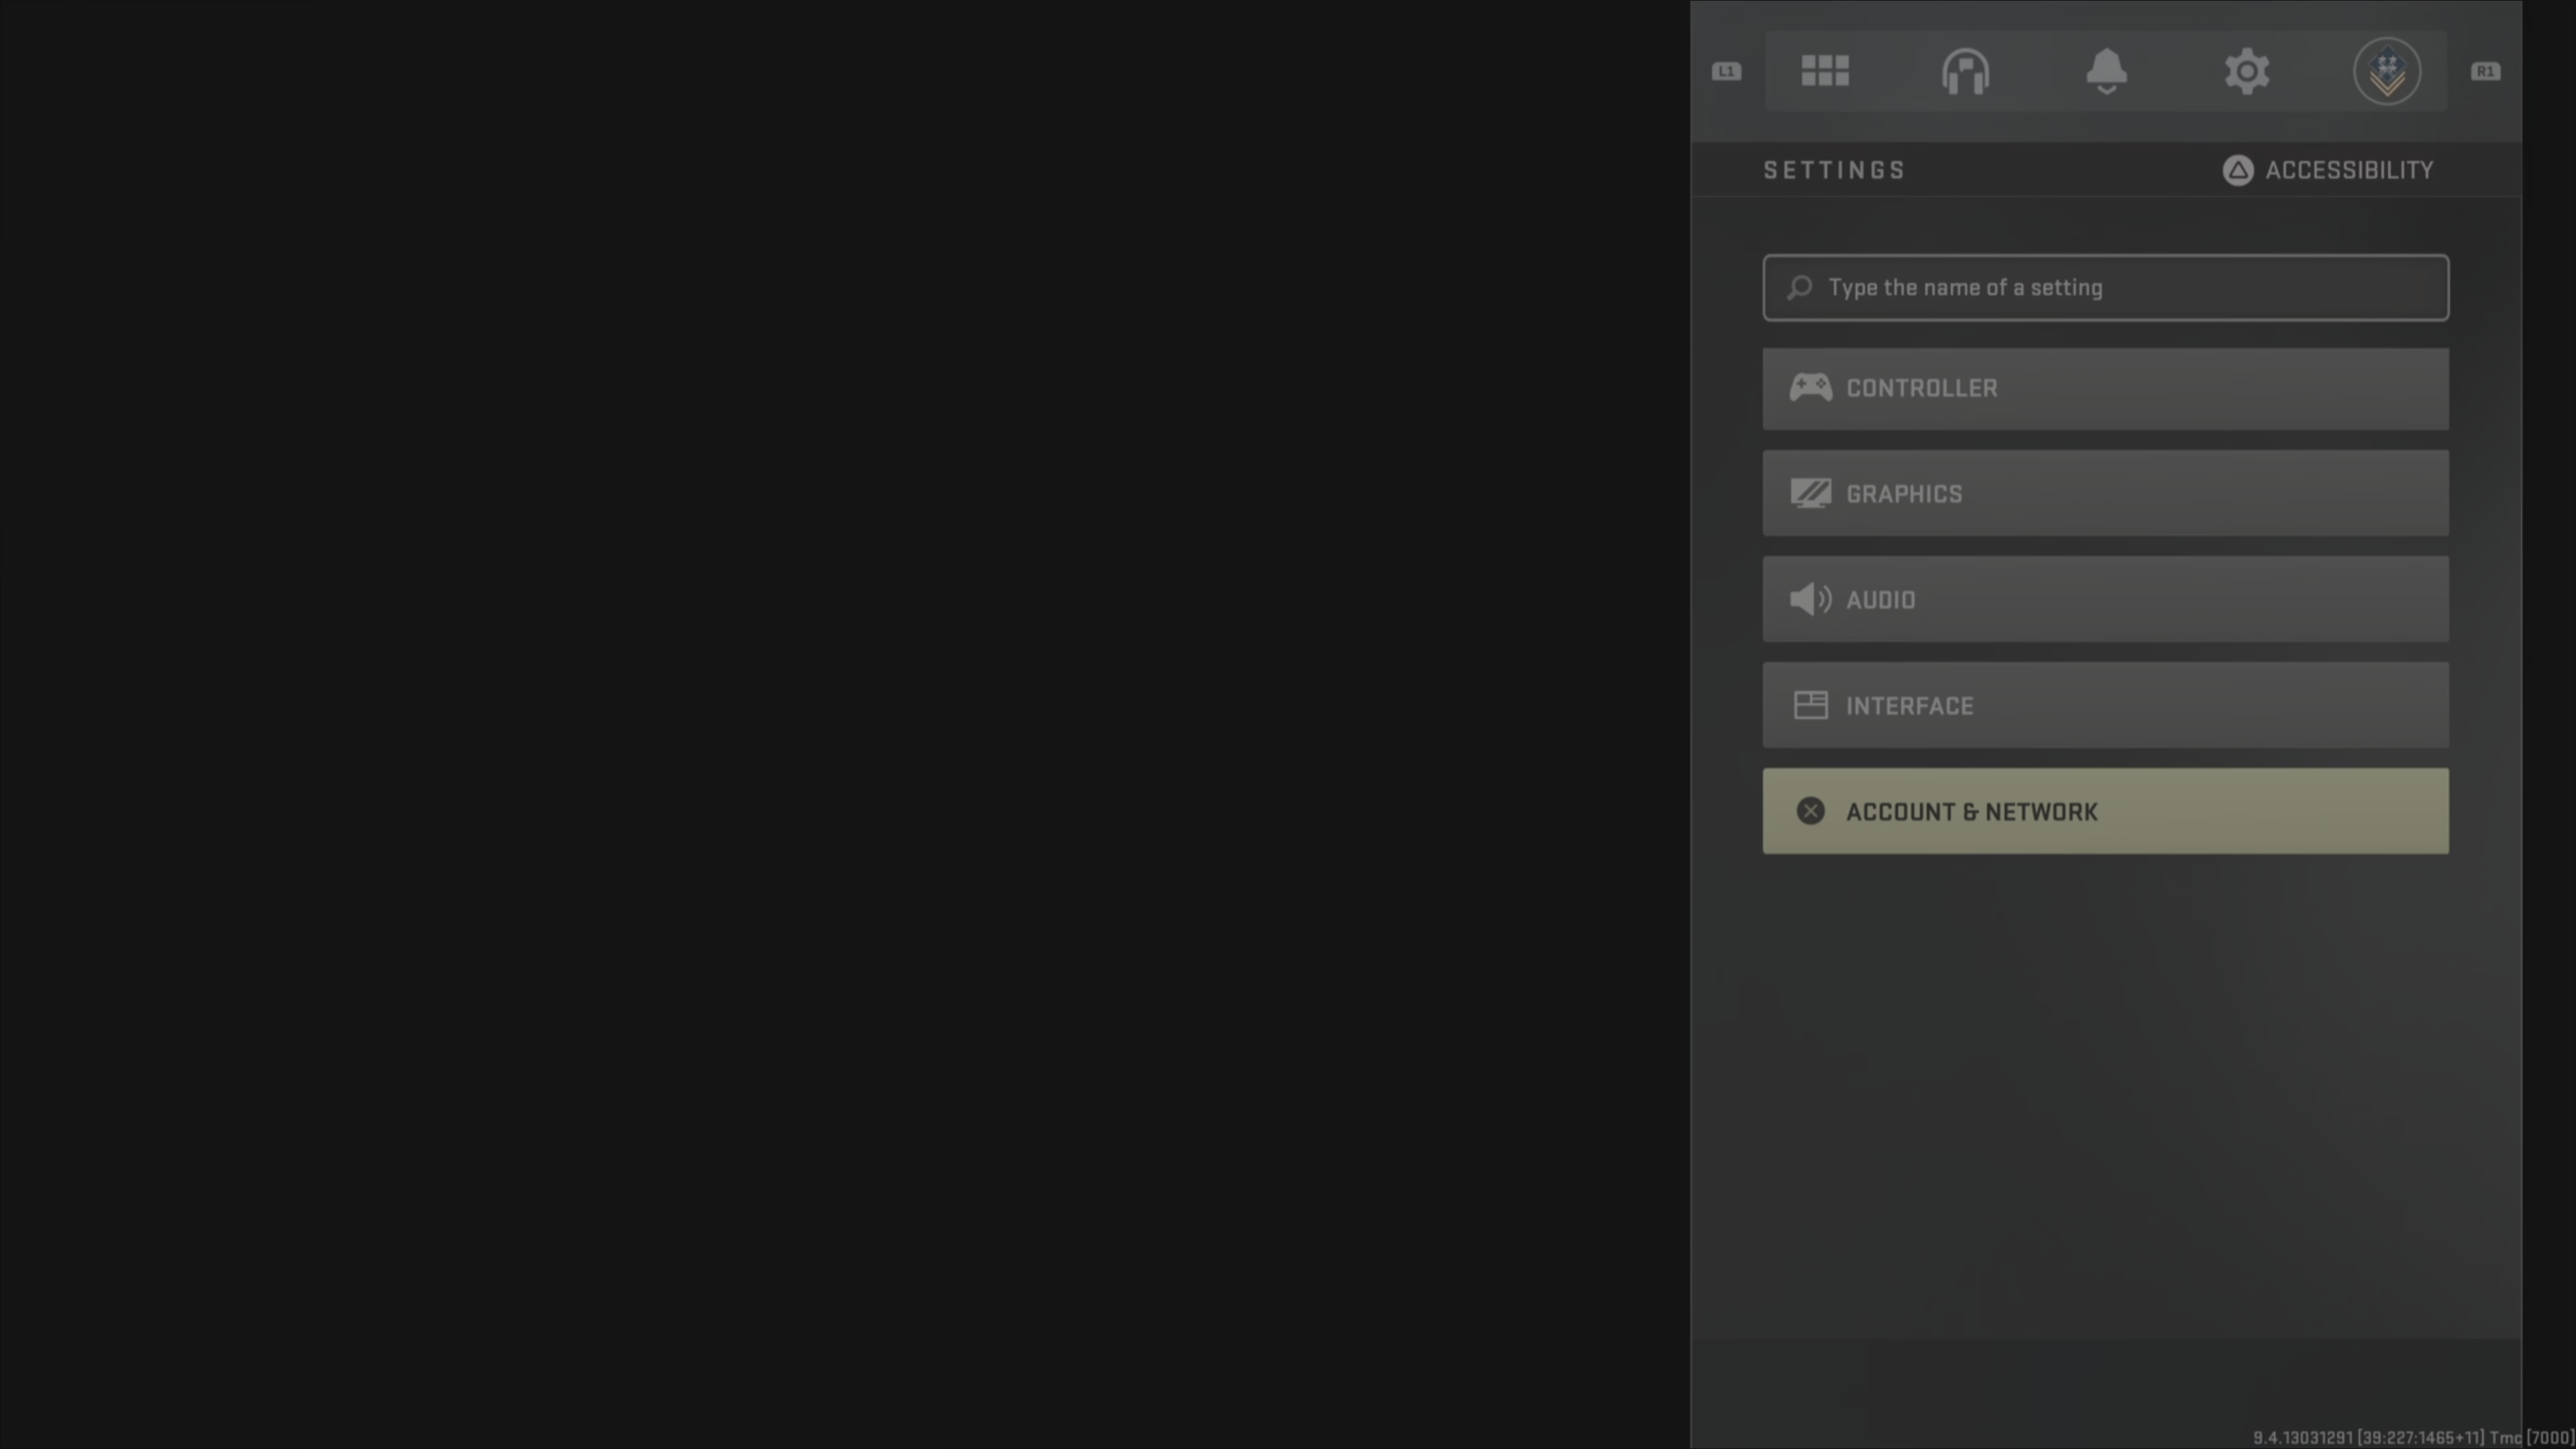 L1
R1
SETTINGS
ACCESSIBILITY
Type the name of a setting
CONTROLLER
GRAPHICS
AUDIO
INTERFACE
ACCOUNT & NETWORK
9.4.13031291 [39:227:1465+11] Tmc [7000]